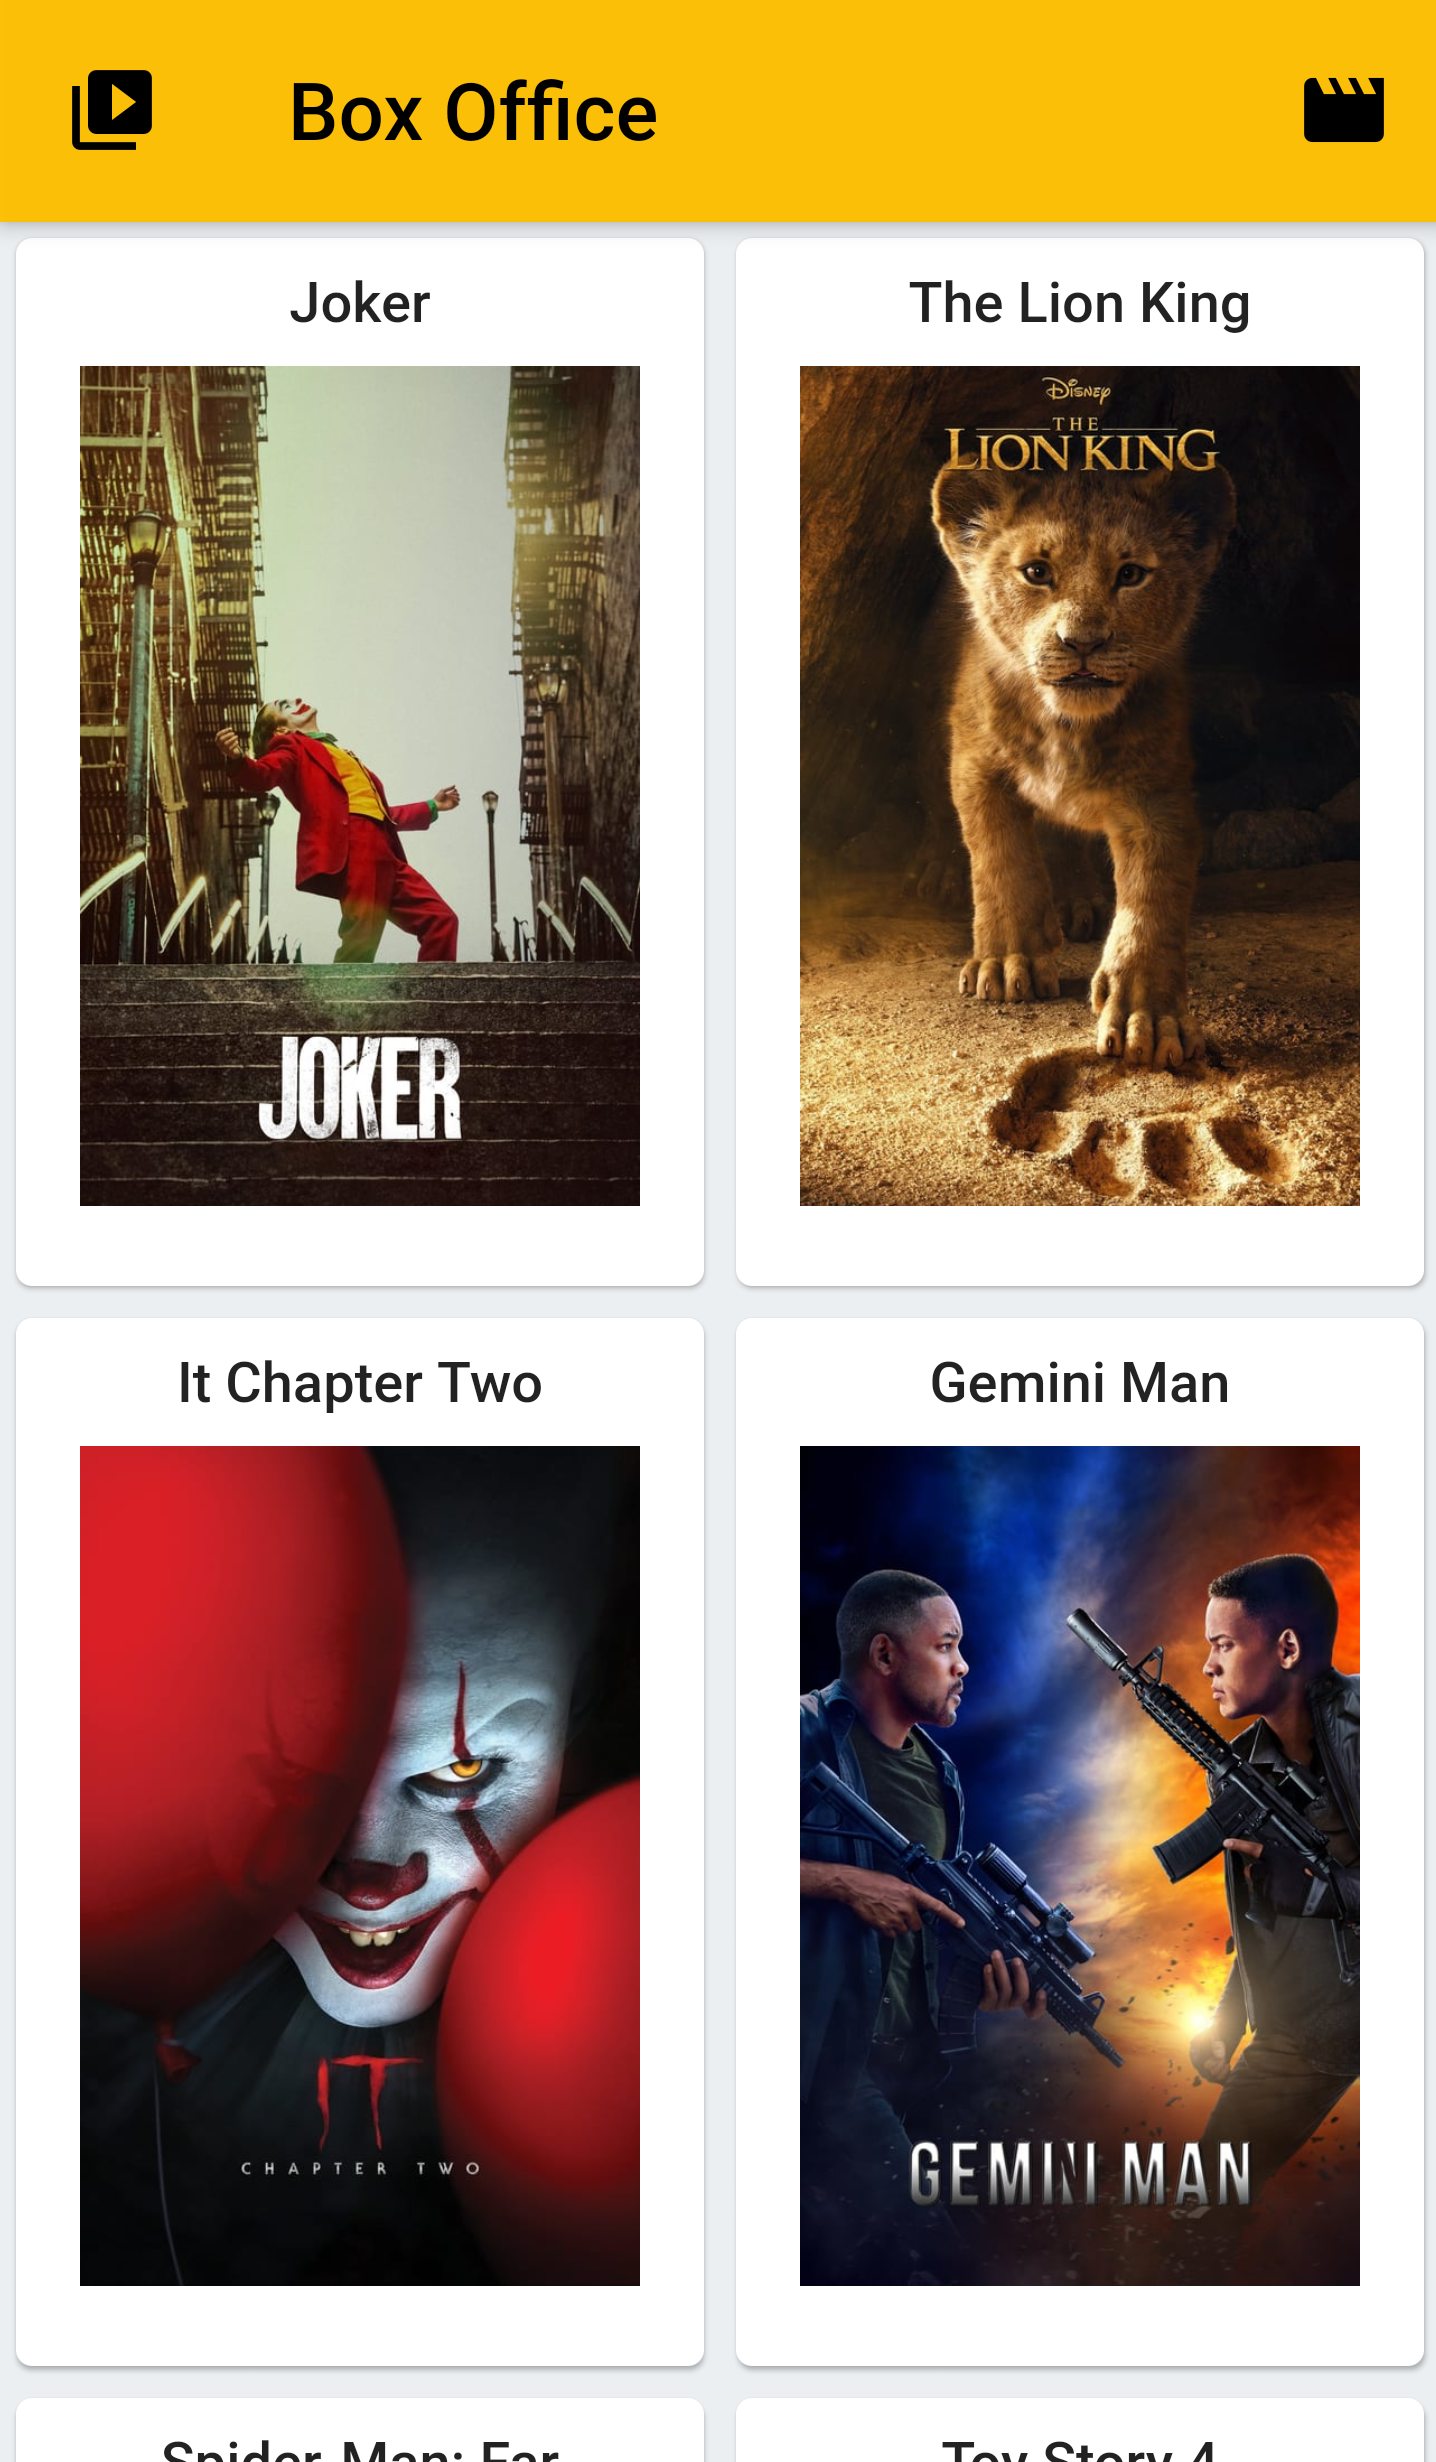 Box Office
Joker
The Lion King
JOKER
Disney
THE
LION KING
It Chapter Two
Gemini Man
IT
CHAPTER TWO
GEMINI MAN
Spider-Man: Far
Toy Story 4